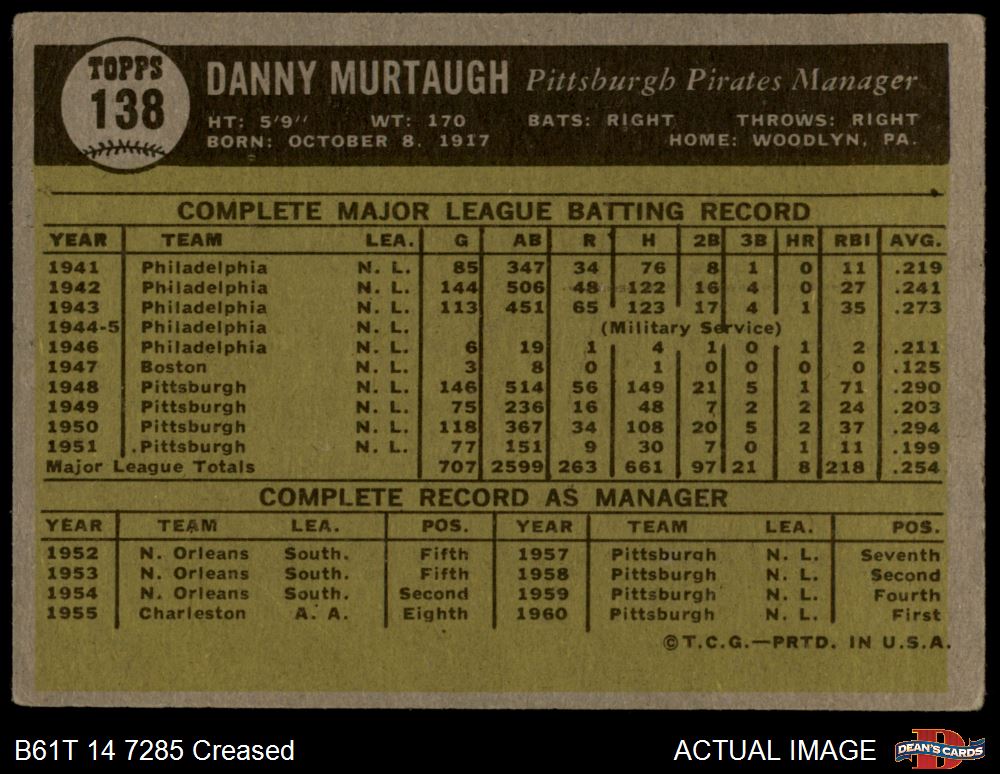 TOPPS
138
DANNY MURTAUGH Pittsburgh Pirates Manager
HT: 5'9'' WT: 170 BATS: RIGHT THROWS: RIGHT
BORN: OCTOBER 8, 1917 HOME: WOODLYN, PA.
COMPLETE MAJOR LEAGUE BATTING RECORD
YEAR TEAM LEA. G AB R H 2B 3B HR RBI AVG.
1941 Philadelphia N. L. 85 347 34 76 8 1 0 11 .219
1942 Philadelphia N. L. 144 506 48 122 16 4 0 27 .241
1943 Philadelphia N. L. 113 451 65 123 17 4 1 35 .273
1944-5 Philadelphia N. L. (Military Service)
1946 Philadelphia N. L. 6 19 1 4 1 0 1 2 .211
1947 Boston N. L. 3 8 0 1 0 0 0 0 .125
1948 Pittsburgh N. L. 146 514 56 149 21 5 1 71 .290
1949 Pittsburgh N. L. 75 236 16 48 7 2 2 24 .203
1950 Pittsburgh N. L. 118 367 34 108 20 5 2 37 .294
1951 Pittsburgh N. L. 77 151 9 30 7 0 1 11 .199
Major League Totals 707 2599 263 661 97 21 8 218 .254
COMPLETE RECORD AS MANAGER
YEAR TEAM LEA. POS. YEAR TEAM LEA. POS.
1952 N. Orleans South. Fifth 1957 Pittsburgh N. L. Seventh
1953 N. Orleans South. Fifth 1958 Pittsburgh N. L. Second
1954 N. Orleans South. Second 1959 Pittsburgh N. L. Fourth
1955 Charleston A. A. Eighth 1960 Pittsburgh N. L. First
©T.C.G.—PRTD. IN U.S.A.
B61T 14 7285 Creased ACTUAL IMAGE DEAN'S CARDS